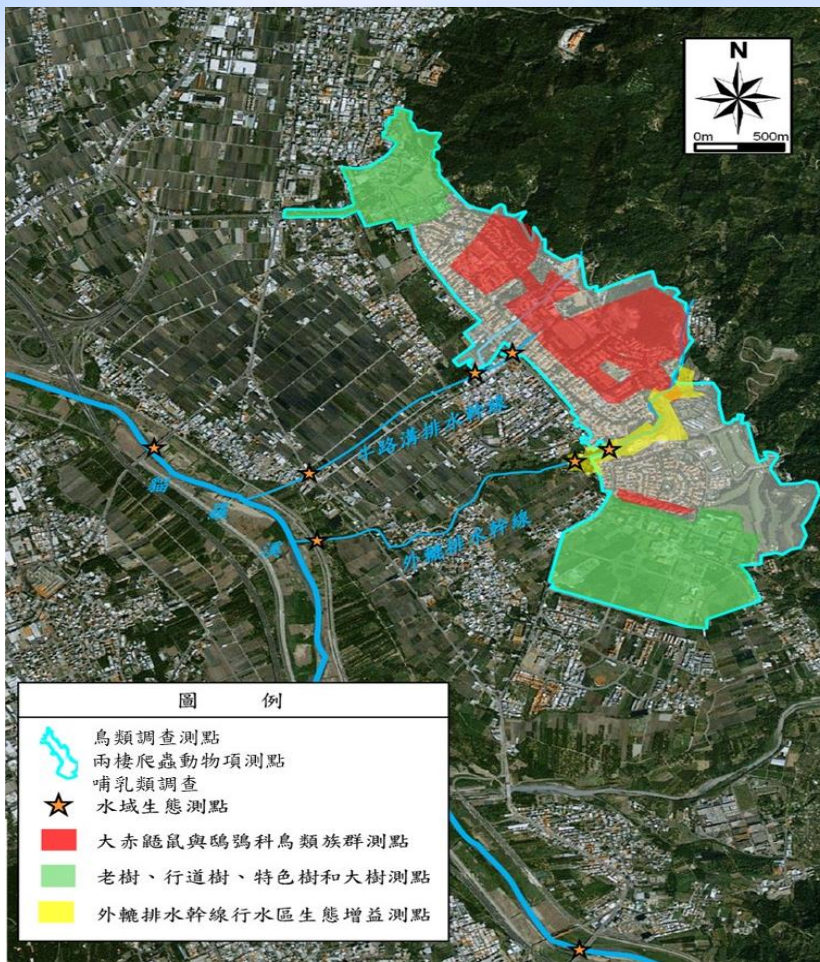 N
0m 500m
半路溝排水幹線
外轆排水幹線
貓
羅
溪
圖 例
鳥類調查測點
兩棲爬蟲動物項測點
哺乳類調查
水域生態測點
大赤鼯鼠與鴟鴞科鳥類族群測點
老樹、行道樹、特色樹和大樹測點
外轆排水幹線行水區生態增益測點